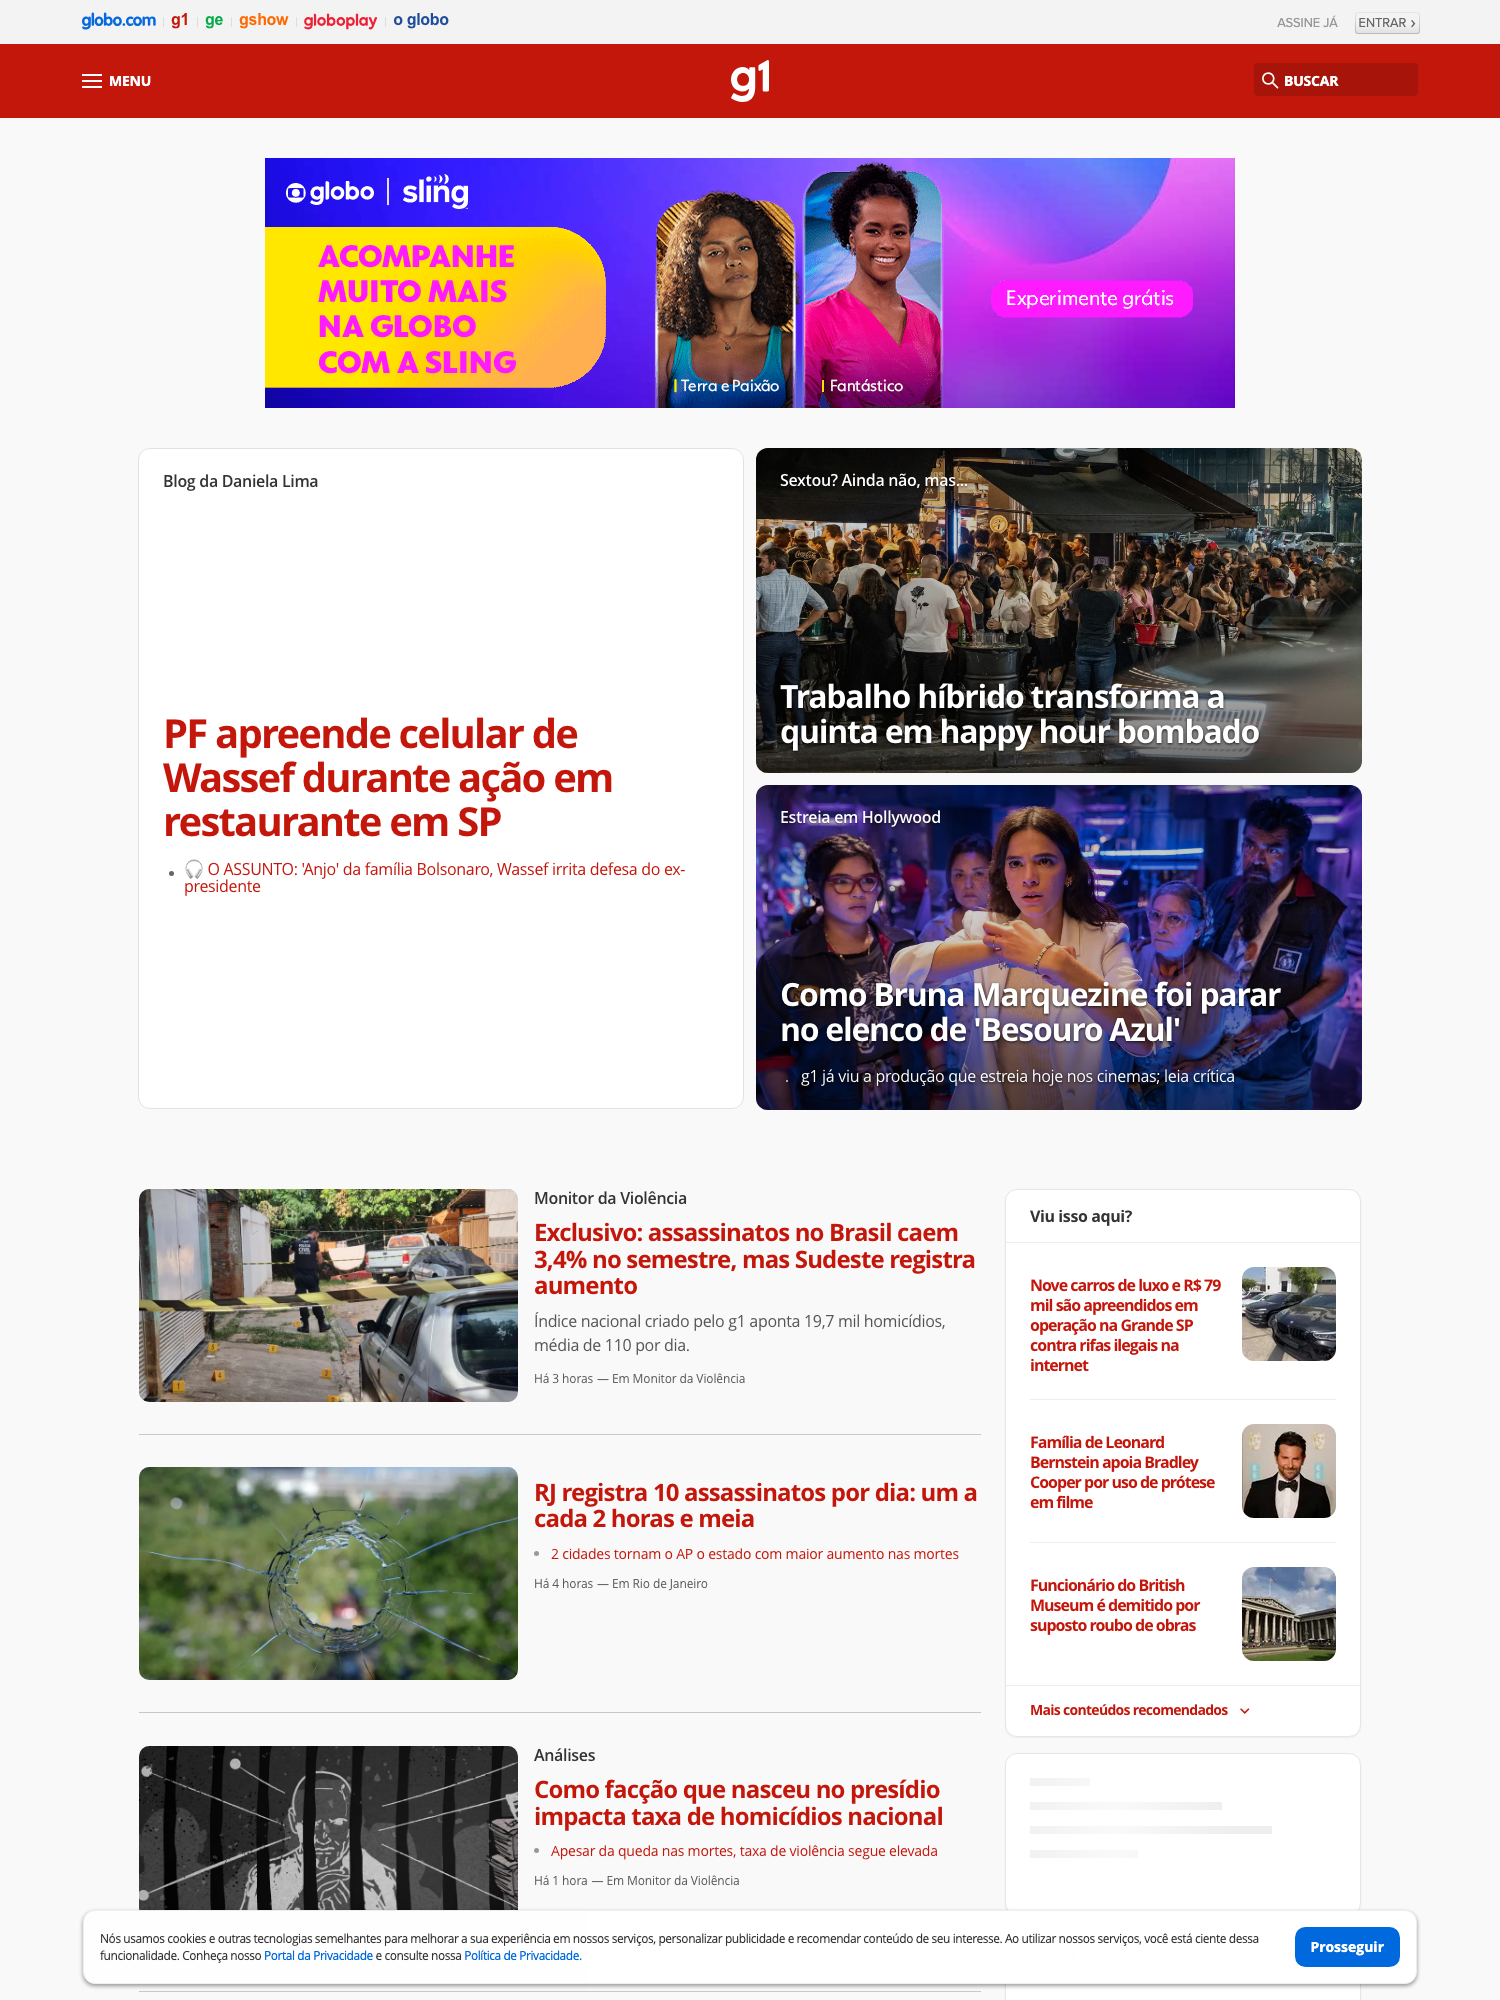 globo.com g1 ge gshow globoplay o globo
ASSINE JÁ ENTRAR ›
MENU
g1
BUSCAR
globo | sling
ACOMPANHE
MUITO MAIS
NA GLOBO
COM A SLING
Terra e Paixão
Fantástico
Experimente grátis
Blog da Daniela Lima
PF apreende celular de
Wassef durante ação em
restaurante em SP
• 🎧 O ASSUNTO: 'Anjo' da família Bolsonaro, Wassef irrita defesa do ex-
presidente
Sextou? Ainda não, mas...
Trabalho híbrido transforma a
quinta em happy hour bombado
Estreia em Hollywood
Como Bruna Marquezine foi parar
no elenco de 'Besouro Azul'
. g1 já viu a produção que estreia hoje nos cinemas; leia crítica
Monitor da Violência
Exclusivo: assassinatos no Brasil caem
3,4% no semestre, mas Sudeste registra
aumento
Índice nacional criado pelo g1 aponta 19,7 mil homicídios,
média de 110 por dia.
Há 3 horas — Em Monitor da Violência
RJ registra 10 assassinatos por dia: um a
cada 2 horas e meia
• 2 cidades tornam o AP o estado com maior aumento nas mortes
Há 4 horas — Em Rio de Janeiro
Análises
Como facção que nasceu no presídio
impacta taxa de homicídios nacional
• Apesar da queda nas mortes, taxa de violência segue elevada
Há 1 hora — Em Monitor da Violência
Viu isso aqui?
Nove carros de luxo e R$ 79
mil são apreendidos em
operação na Grande SP
contra rifas ilegais na
internet
Família de Leonard
Bernstein apoia Bradley
Cooper por uso de prótese
em filme
Funcionário do British
Museum é demitido por
suposto roubo de obras
Mais conteúdos recomendados
Nós usamos cookies e outras tecnologias semelhantes para melhorar a sua experiência em nossos serviços, personalizar publicidade e recomendar conteúdo de seu interesse. Ao utilizar nossos serviços, você está ciente dessa
funcionalidade. Conheça nosso Portal da Privacidade e consulte nossa Política de Privacidade.
Prosseguir